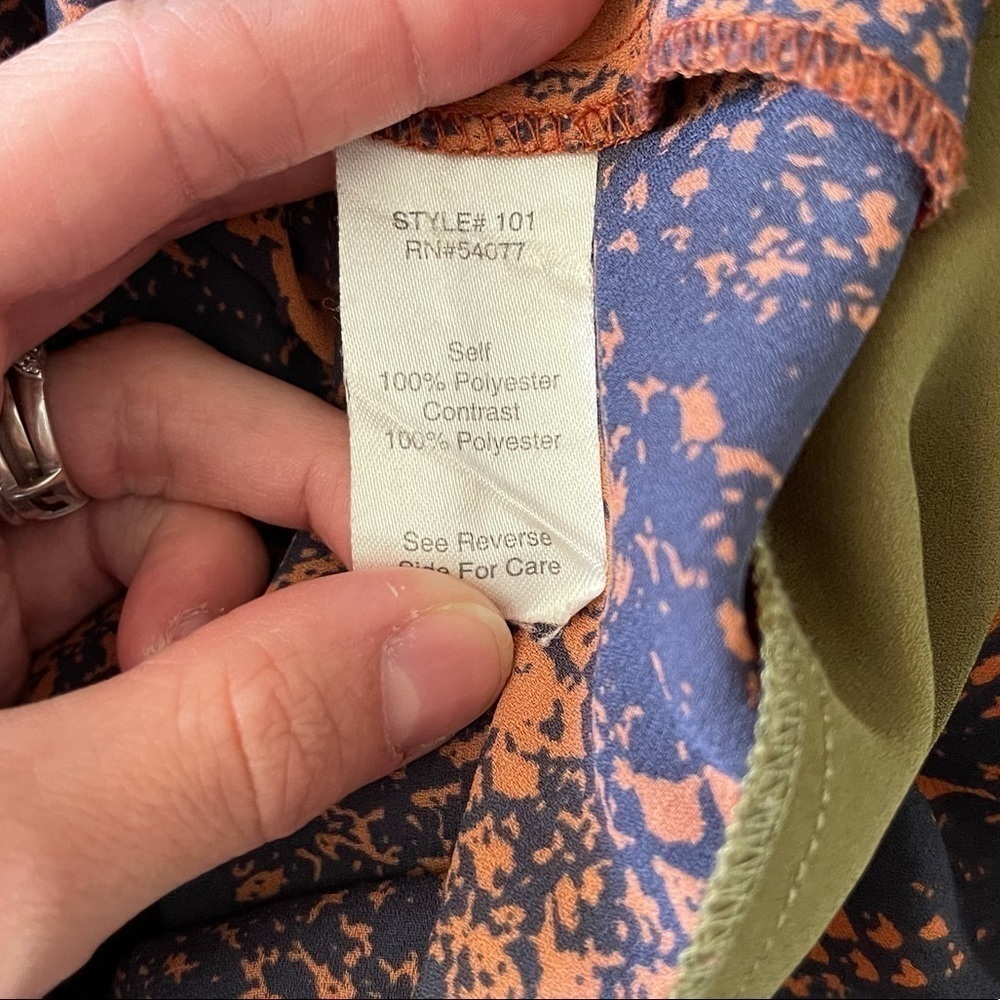 STYLE# 101
RN#54077
Self
100% Polyester
Contrast
100% Polyester
See Reverse
Side For Care